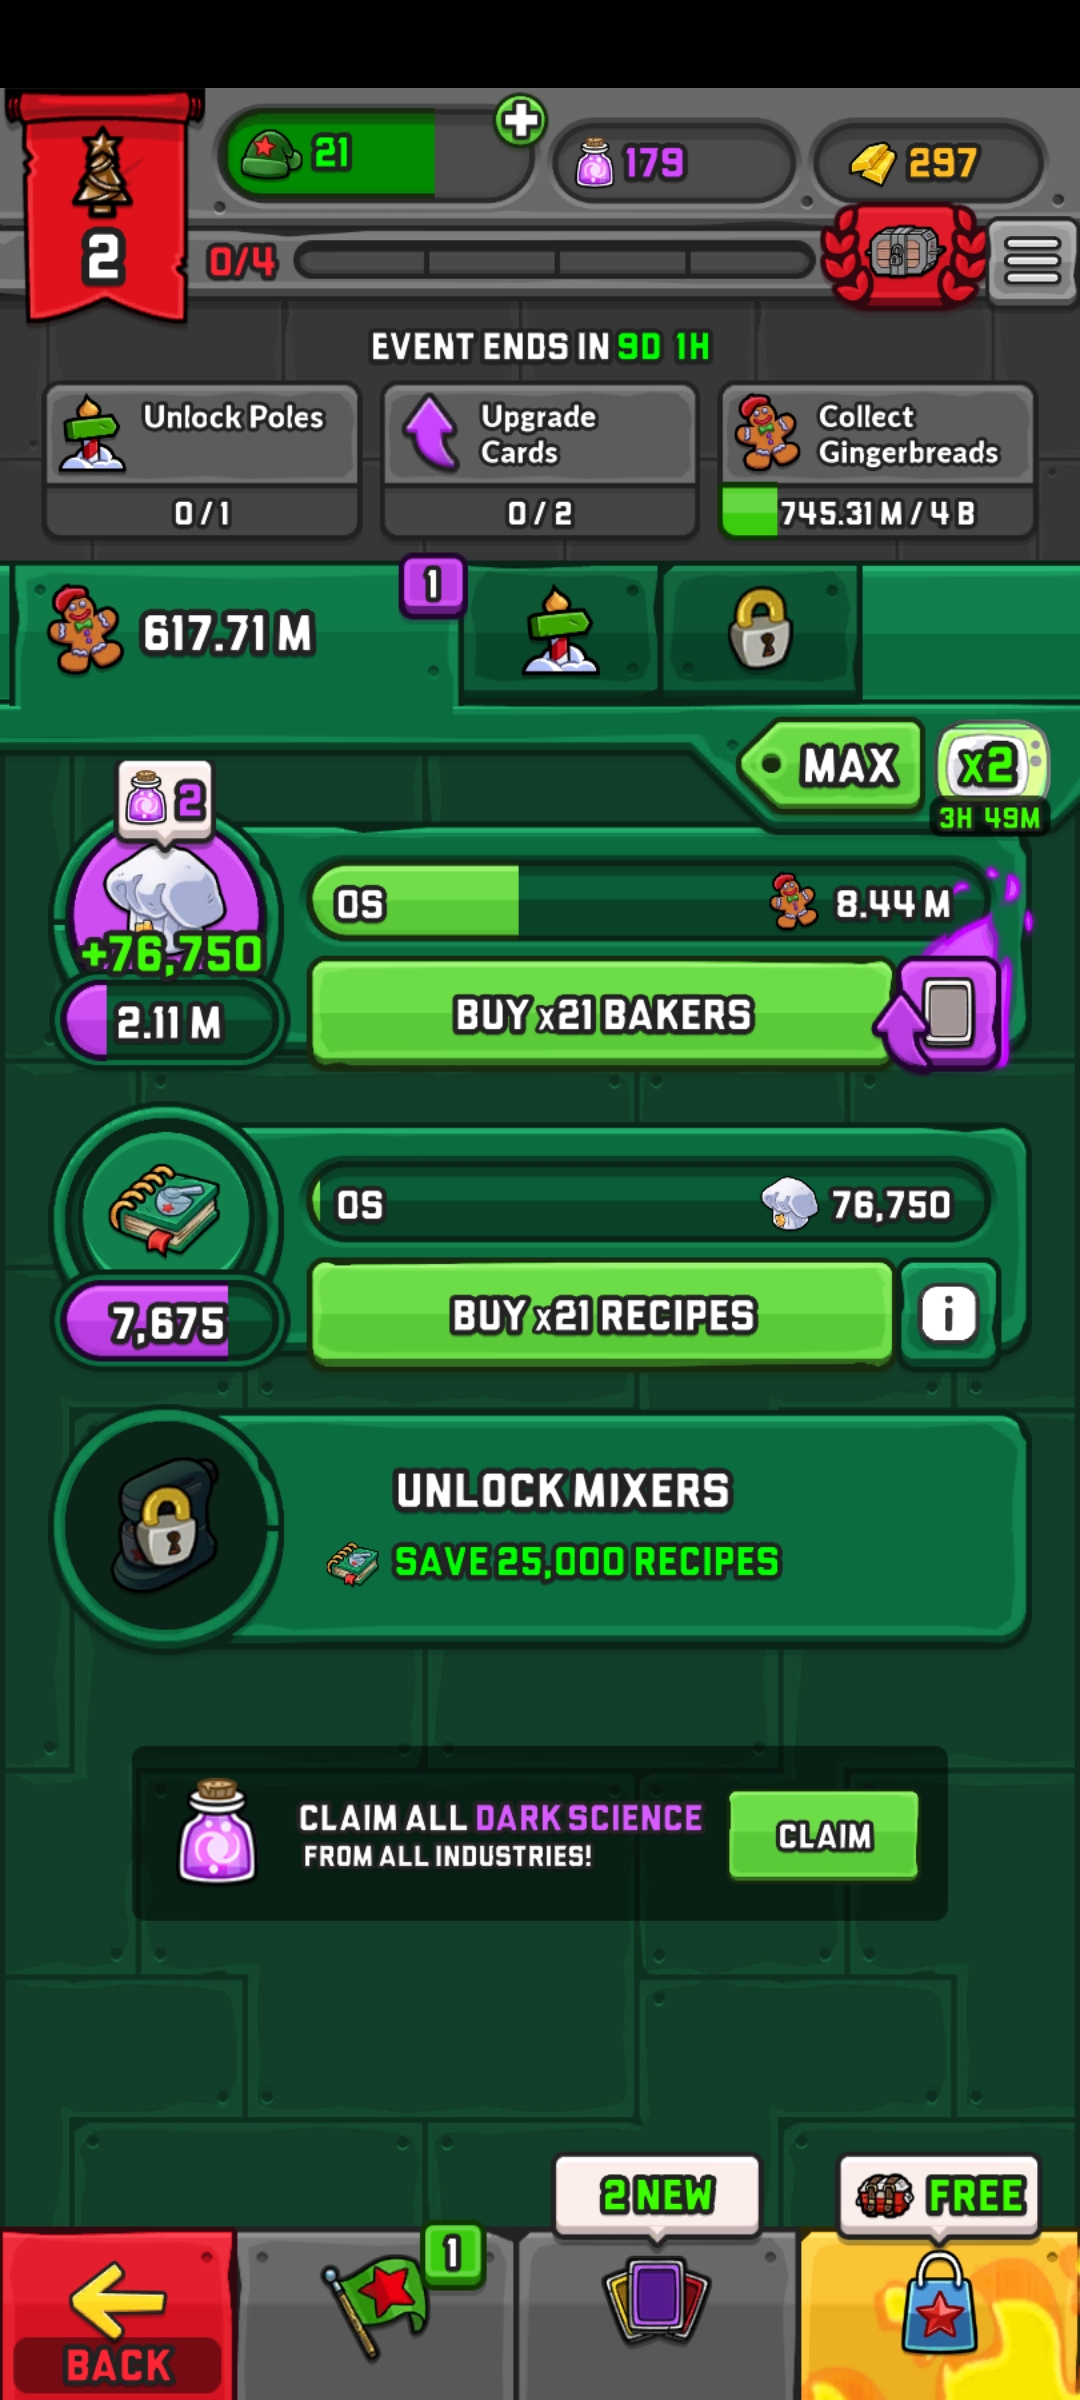 21
179
297
2
0/4
EVENT ENDS IN 9D 1H
Unlock Poles
0/1
Upgrade
Cards
0/2
Collect
Gingerbreads
745.31 M / 4 B
617.71 M
1
MAX
x2
3H 49M
2
+76,750
2.11 M
0S
8.44 M
BUY x21 BAKERS
0S
76,750
7,675
BUY x21 RECIPES
i
UNLOCK MIXERS
SAVE 25,000 RECIPES
CLAIM ALL DARK SCIENCE
FROM ALL INDUSTRIES!
CLAIM
2 NEW
FREE
1
BACK